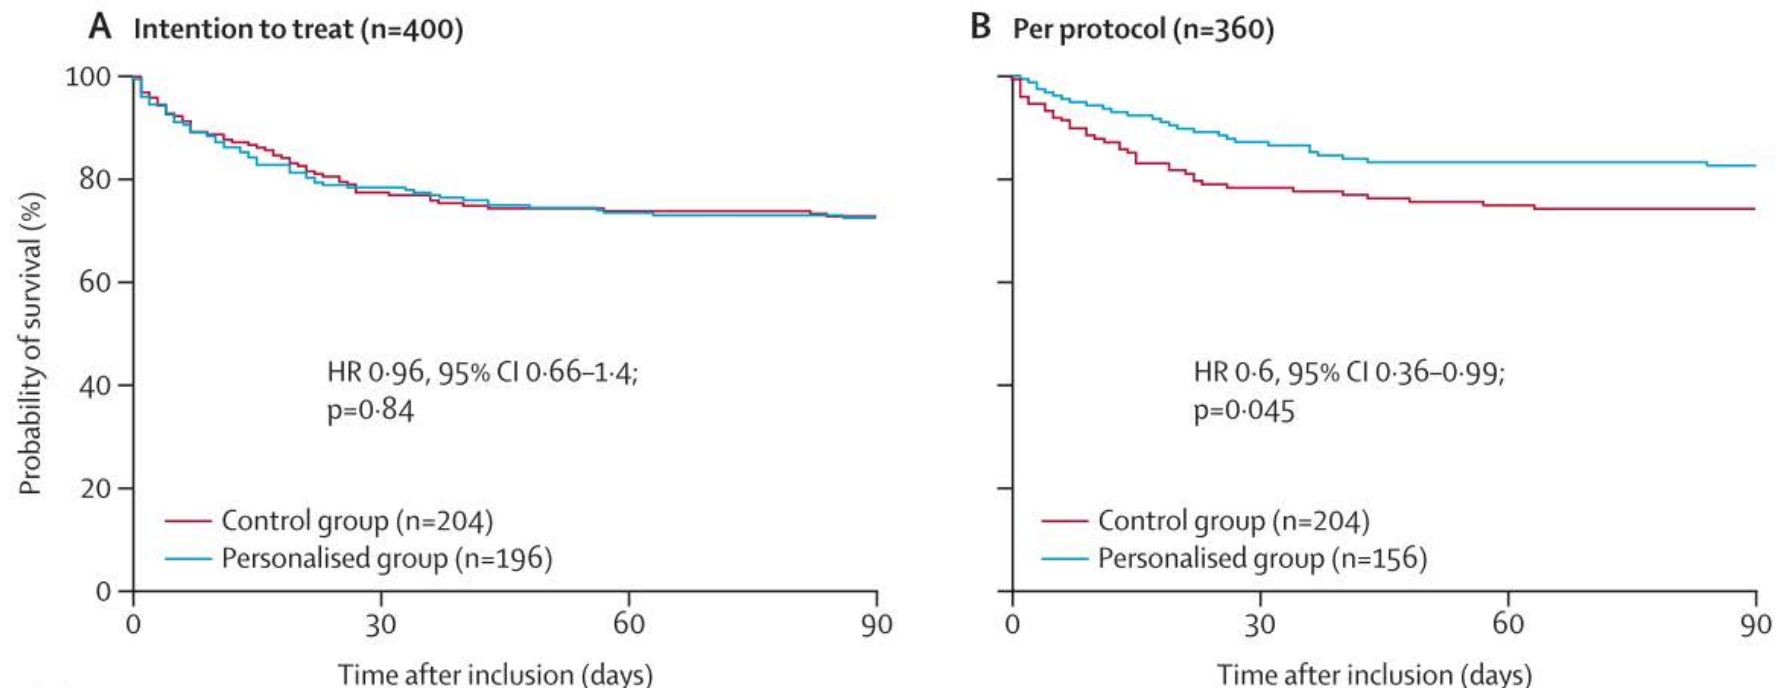 A Intention to treat (n=400)
100
80
60
40
20
0
Probability of survival (%)
HR 0·96, 95% CI 0·66–1·4;
p=0·84
Control group (n=204)
Personalised group (n=196)
0 30 60 90
Time after inclusion (days)
B Per protocol (n=360)
HR 0·6, 95% CI 0·36–0·99;
p=0·045
Control group (n=204)
Personalised group (n=156)
0 30 60 90
Time after inclusion (days)